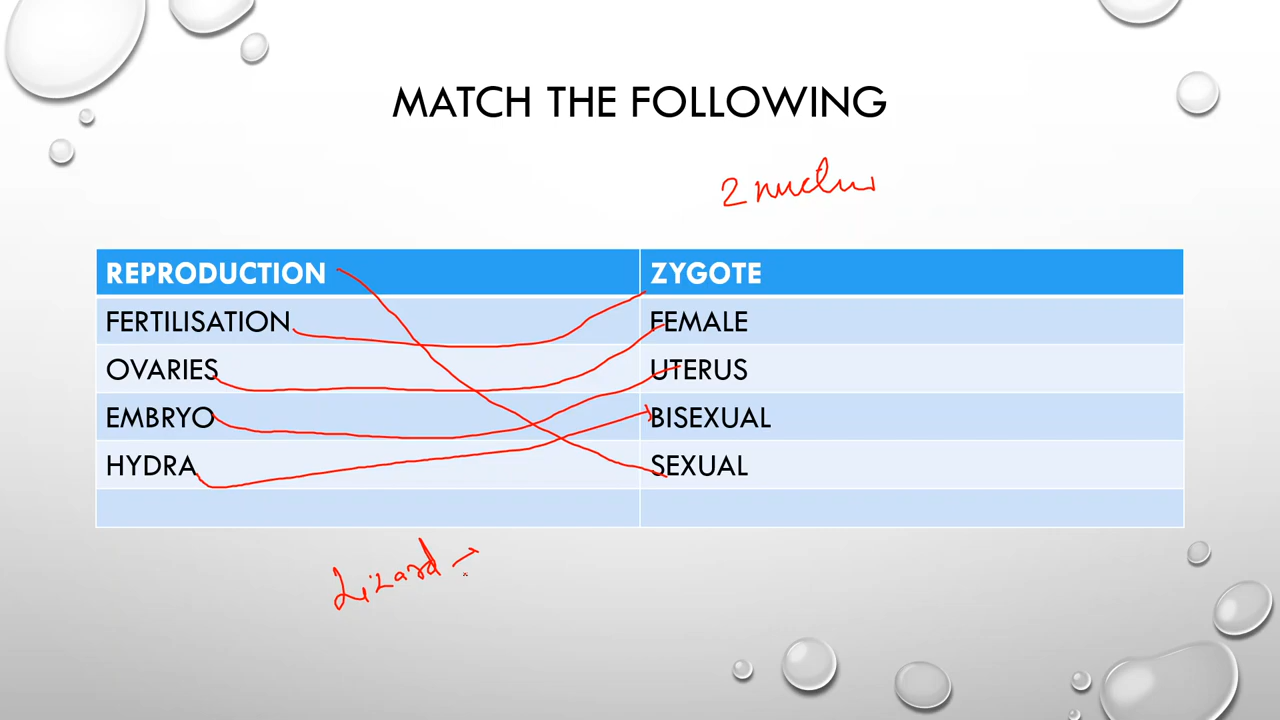 MATCH THE FOLLOWING
2 nucleus
REPRODUCTION ZYGOTE
FERTILISATION FEMALE
OVARIES UTERUS
EMBRYO BISEXUAL
HYDRA SEXUAL
Lizard →